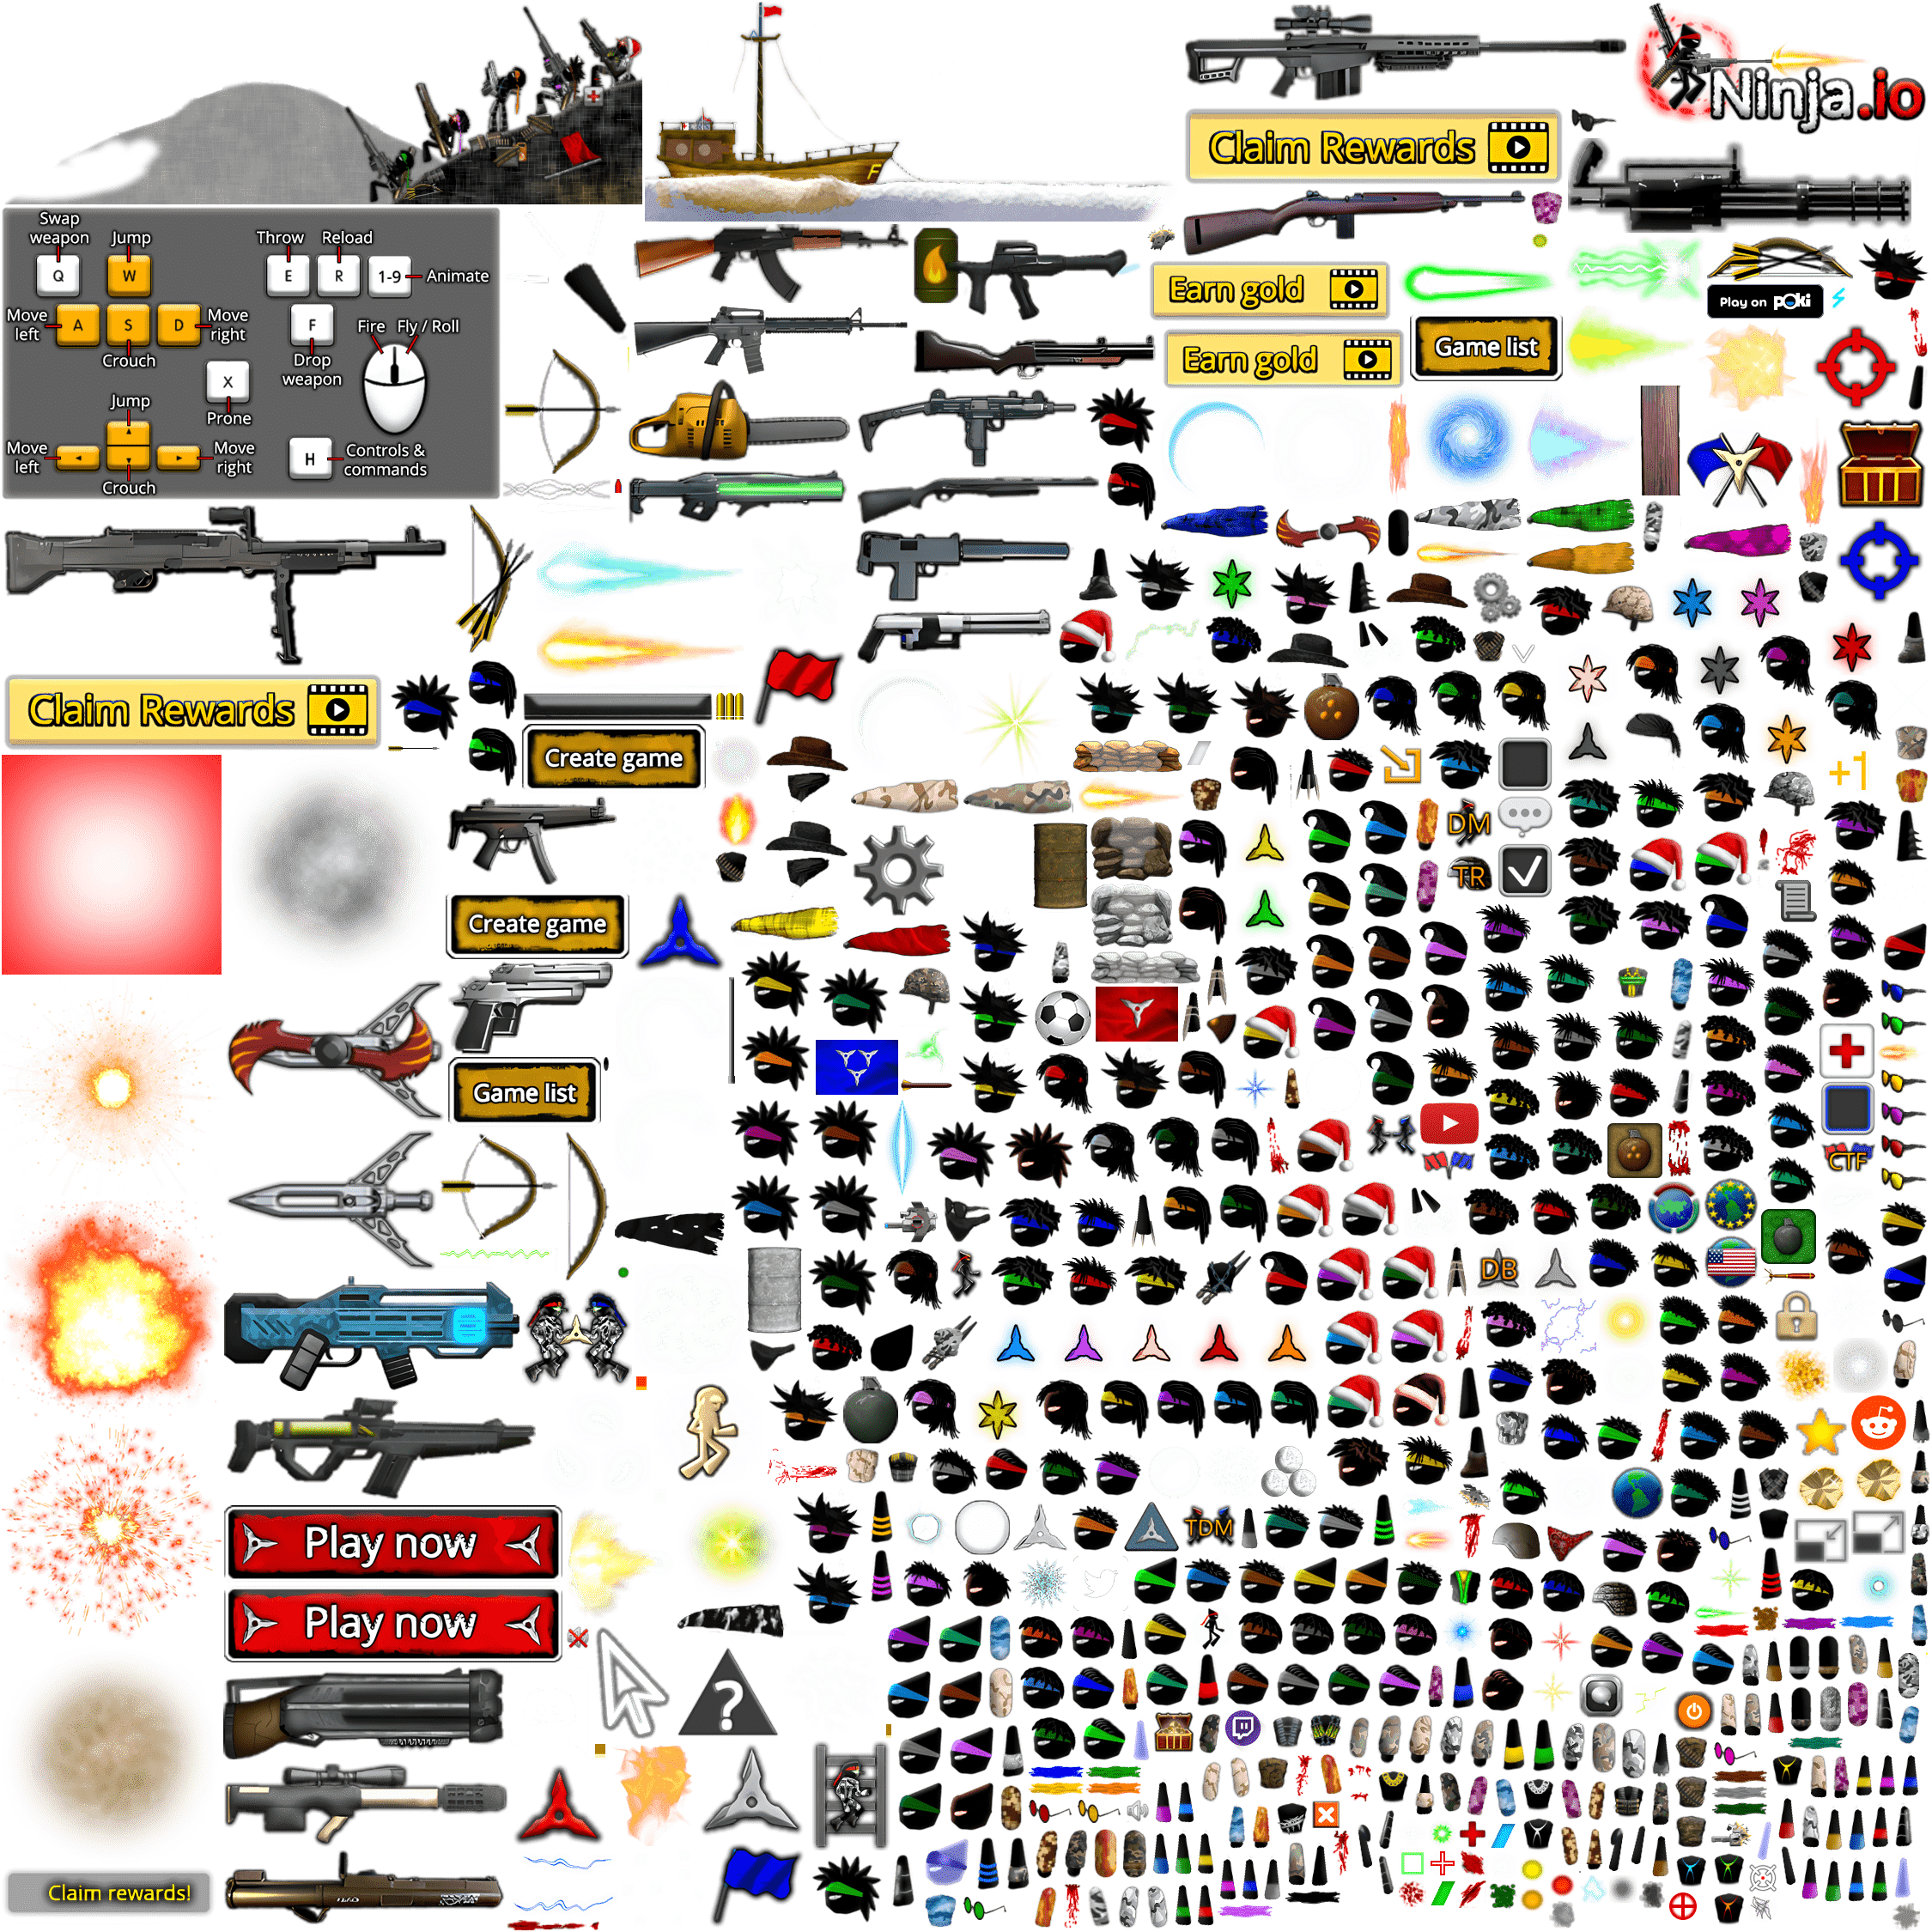 Ninja.io
Claim Rewards
Swap
weapon
Jump
Throw
Reload
Q
W
E
R
1-9
Animate
Move
left
A
S
D
Move
right
Crouch
F
Drop
weapon
Fire
Fly / Roll
X
Prone
Jump
Move
left
Move
right
Crouch
H
Controls &
commands
F
Earn gold
Play on poki
Earn gold
Game list
Claim Rewards
Create game
+1
DM
TR
Create game
Game list
CTF
DB
Play now
TDM
Play now
?
Claim rewards!